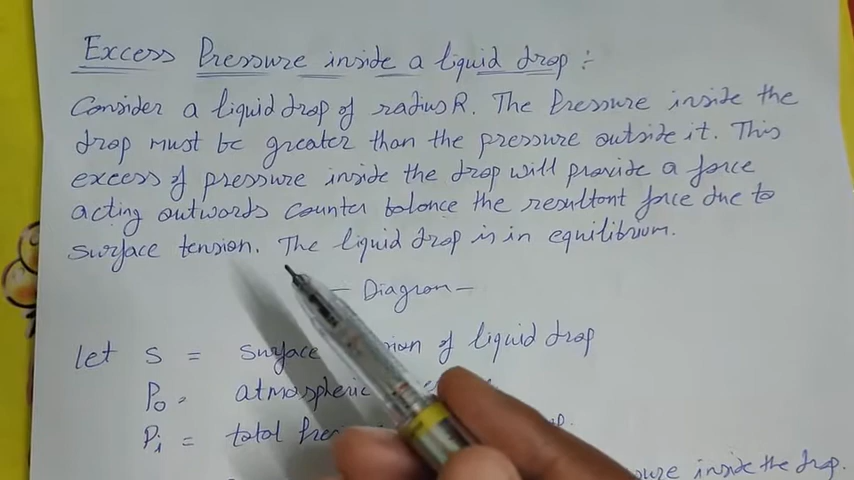 Excess Pressure inside a liquid drop :-
Consider a liquid drop of radius R. The Pressure inside the
drop must be greater than the pressure outside it. This
excess of pressure inside the drop will provide a force
acting outwards counter balance the resultant force due to
surface tension. The liquid drop is in equilibrium.
- Diagram -
let S = surface of liquid drop
P₀ = atmospheric
Pᵢ = total
inside the drop.